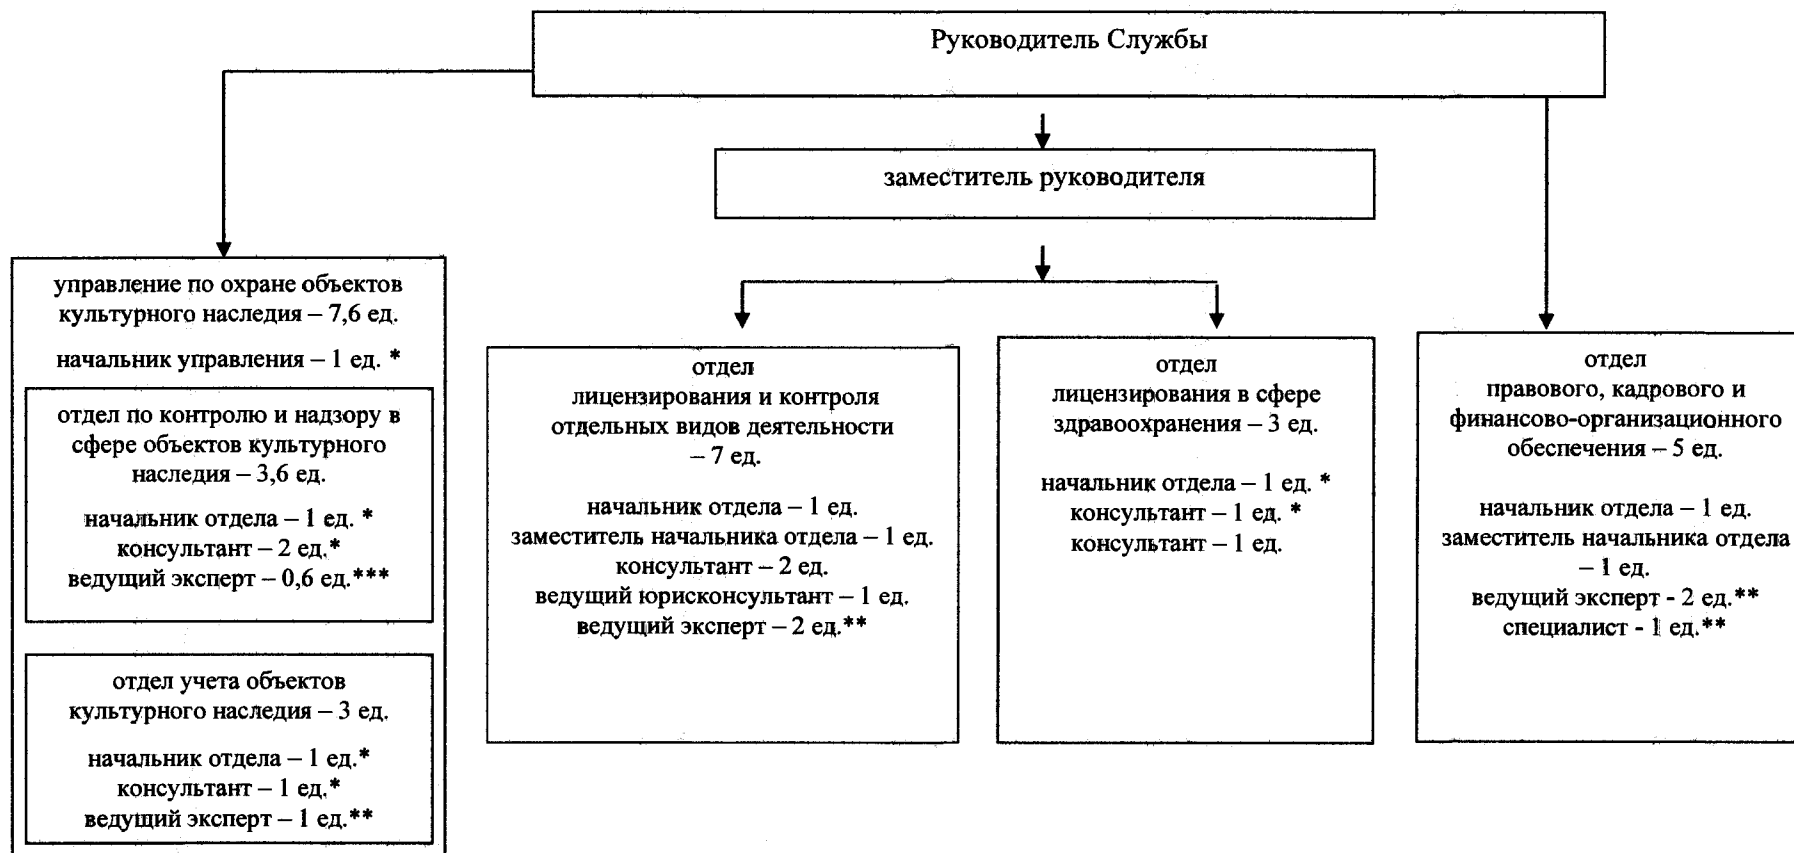 Руководитель Службы
заместитель руководителя
управление по охране объектов
культурного наследия – 7,6 ед.
начальник управления – 1 ед. *
отдел по контролю и надзору в
сфере объектов культурного
наследия – 3,6 ед.
начальник отдела – 1 ед. *
консультант – 2 ед.*
ведущий эксперт – 0,6 ед.***
отдел учета объектов
культурного наследия – 3 ед.
начальник отдела – 1 ед.*
консультант – 1 ед.*
ведущий эксперт – 1 ед.**
отдел
лицензирования и контроля
отдельных видов деятельности
– 7 ед.
начальник отдела – 1 ед.
заместитель начальника отдела – 1 ед.
консультант – 2 ед.
ведущий юрисконсультант – 1 ед.
ведущий эксперт – 2 ед.**
отдел
лицензирования в сфере
здравоохранения – 3 ед.
начальник отдела – 1 ед. *
консультант – 1 ед. *
консультант – 1 ед.
отдел
правового, кадрового и
финансово-организационного
обеспечения – 5 ед.
начальник отдела – 1 ед.
заместитель начальника отдела
– 1 ед.
ведущий эксперт - 2 ед.**
специалист - 1 ед.**